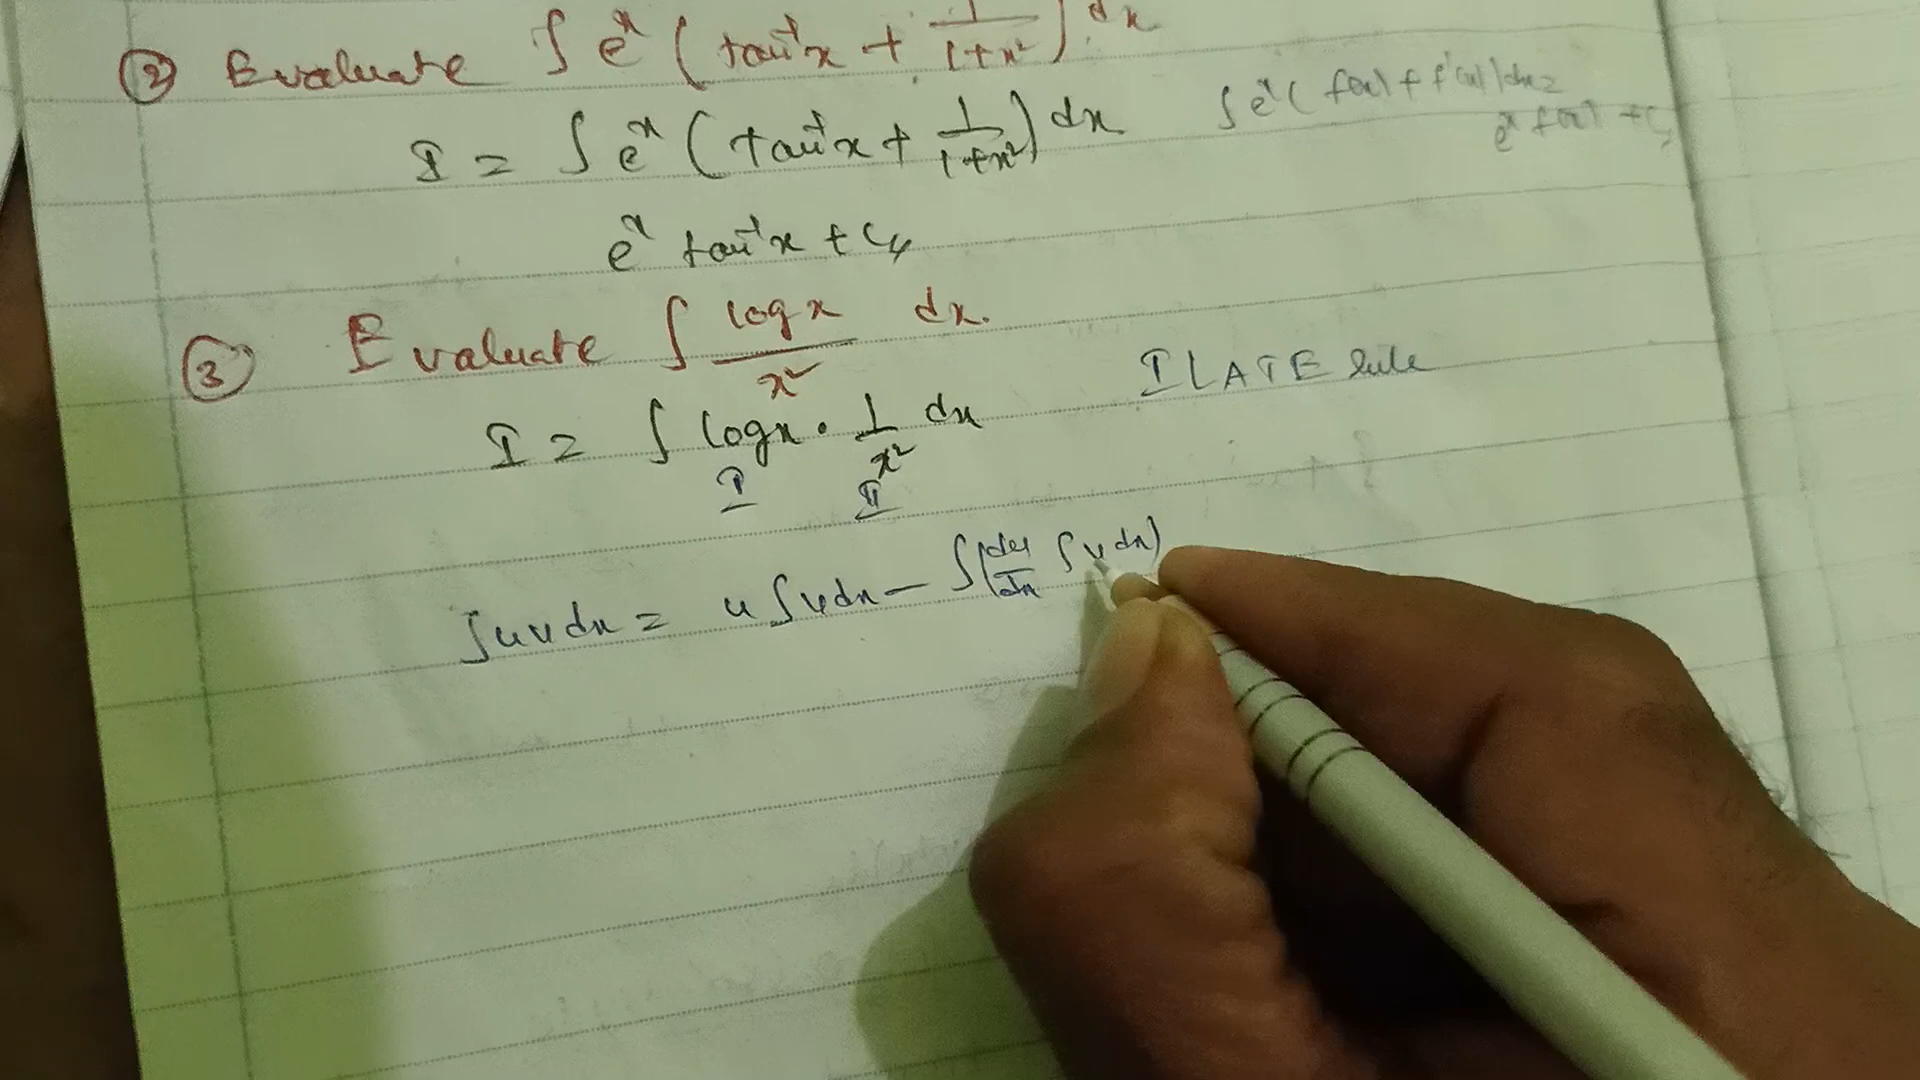 ② Evaluate ∫ eˣ ( tan⁻¹x + 1/(1+x²) ) dx
I = ∫ eˣ ( tan⁻¹x + 1/(1+x²) ) dx
∫ eˣ ( f(x) + f'(x) ) dx =
eˣ f(x) + C
eˣ tan⁻¹x + C
③ Evaluate ∫ log x / x² dx.
ILATE rule
I = ∫ log x . 1/x² dx
I II
∫ u v dx = u ∫ v dx - ∫ ( du/dx ∫ v dx )